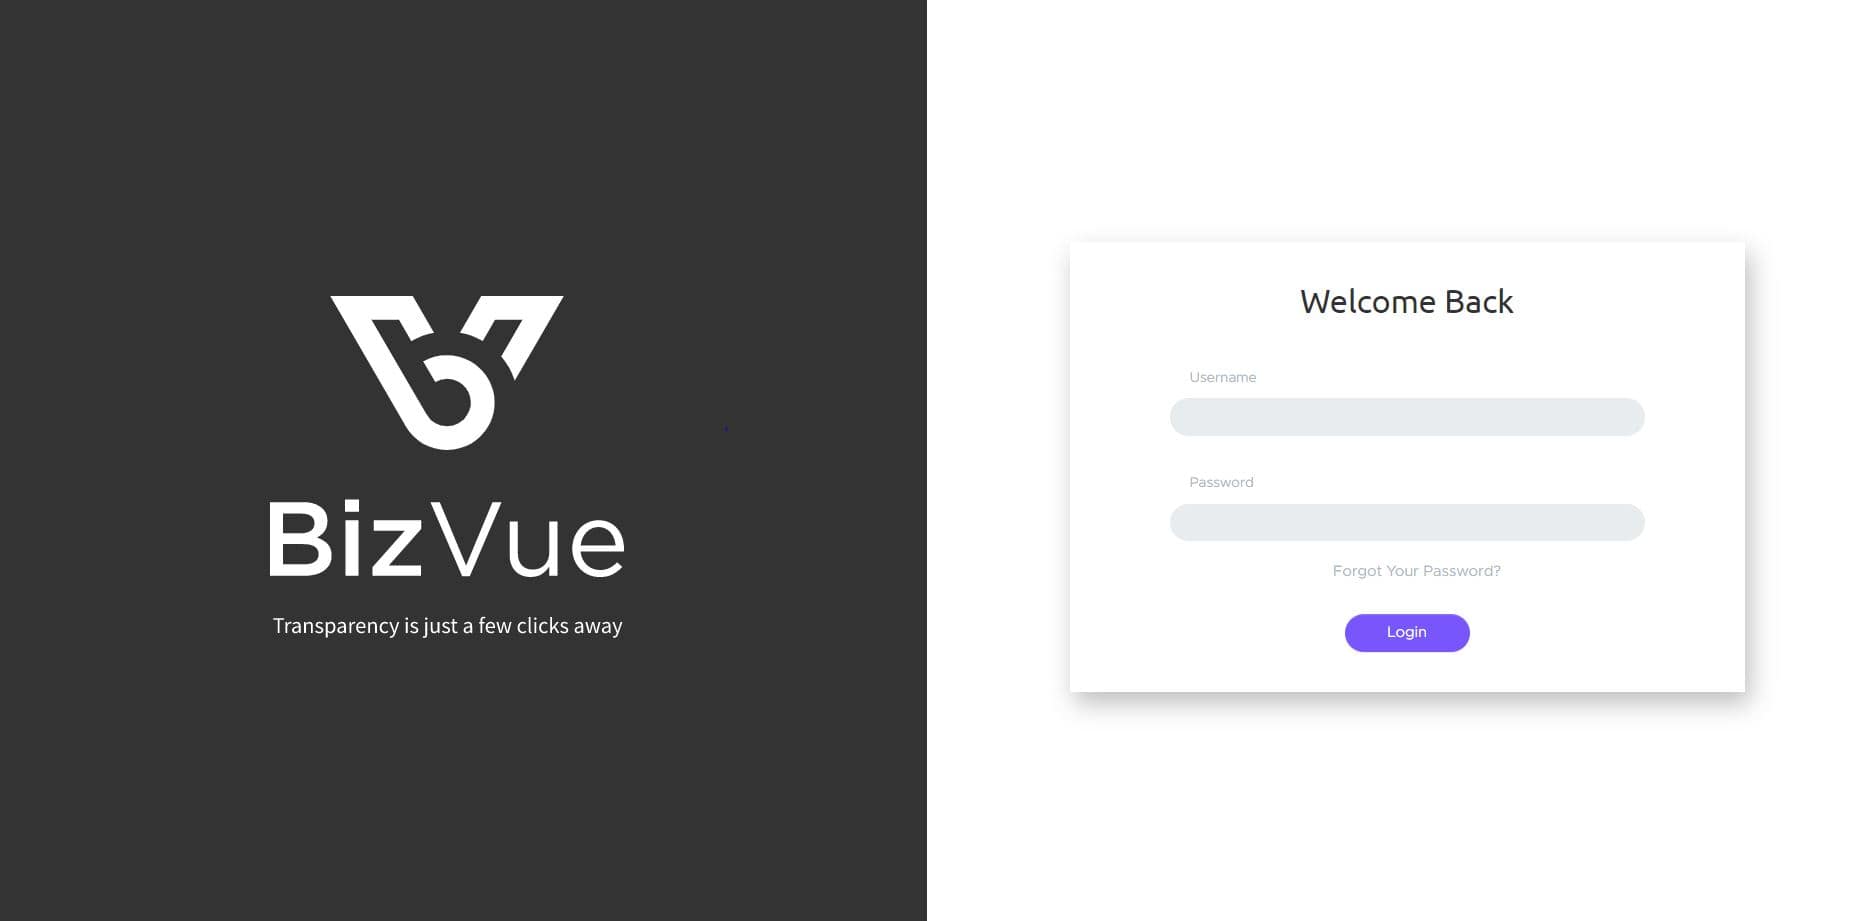 BizVue
Transparency is just a few clicks away
Welcome Back
Username
Password
Forgot Your Password?
Login